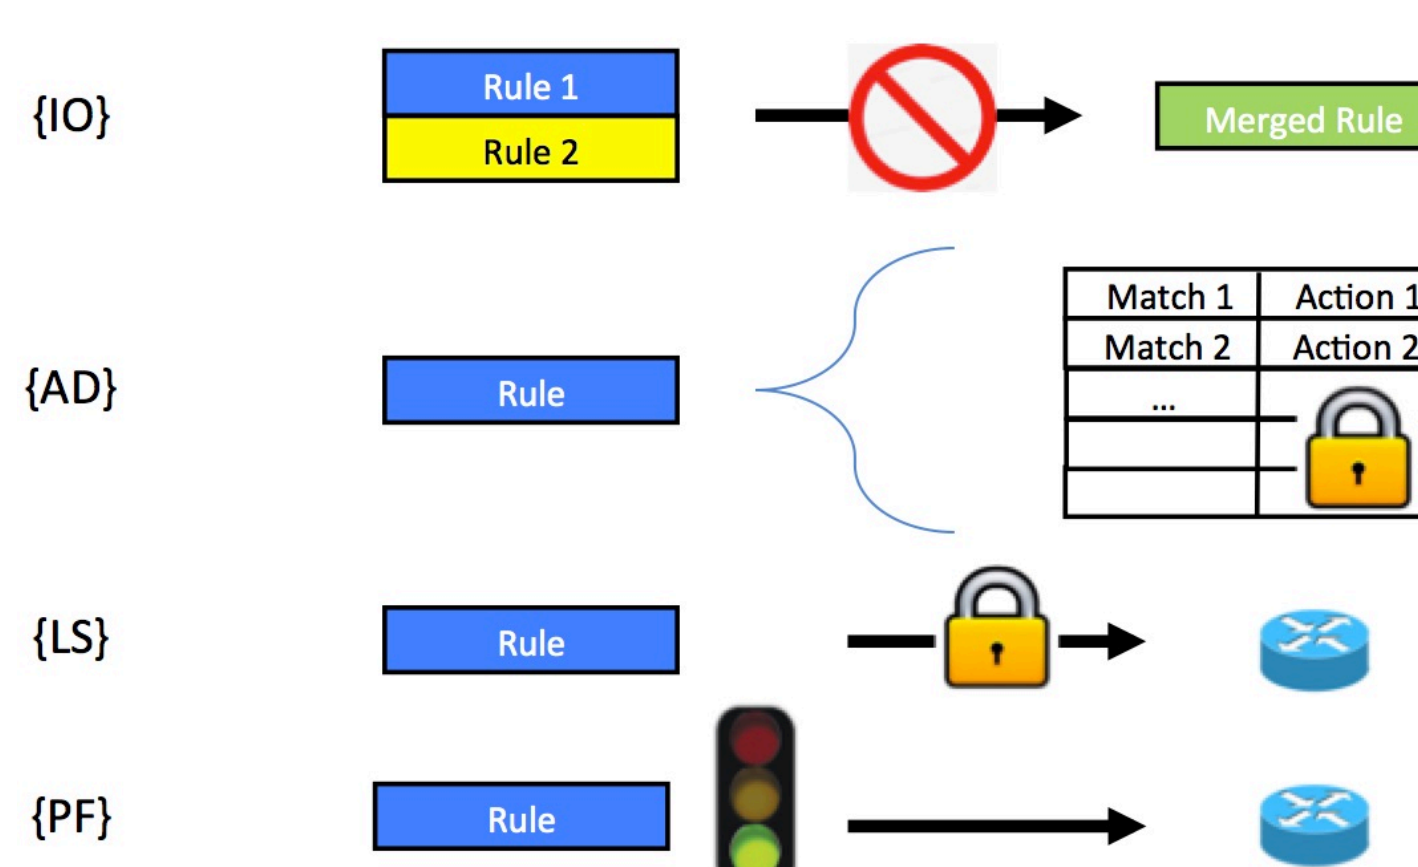 {IO}
Rule 1
Rule 2
Merged Rule
{AD}
Rule
Match 1 Action 1
Match 2 Action 2
...
{LS}
Rule
{PF}
Rule